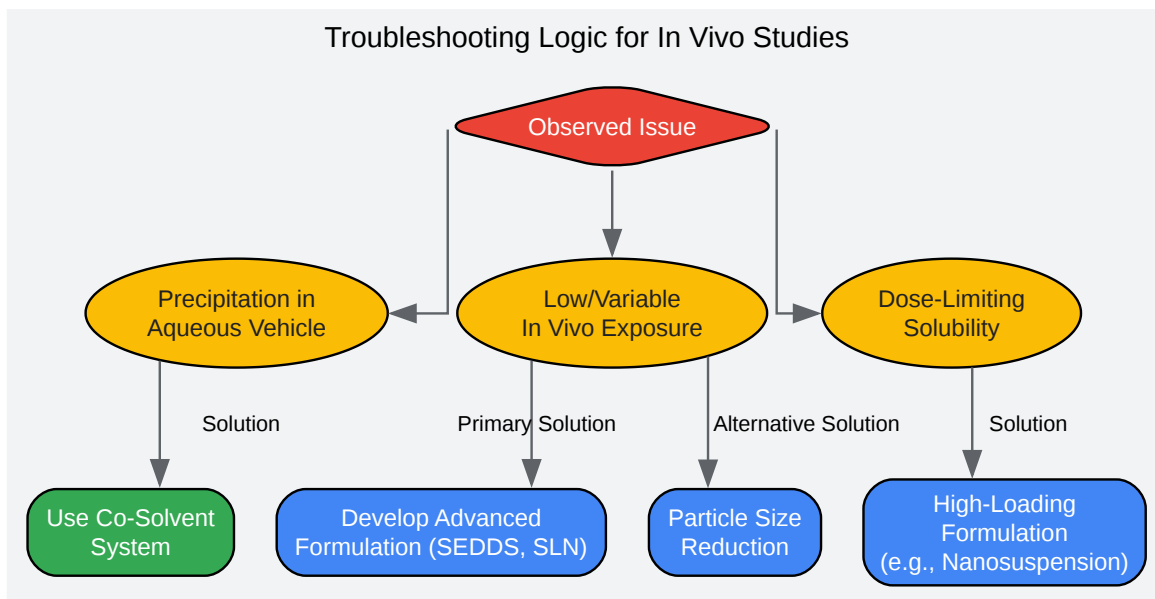 Troubleshooting Logic for In Vivo Studies
Observed Issue
Precipitation in
Aqueous Vehicle
Low/Variable
In Vivo Exposure
Dose-Limiting
Solubility
Solution
Primary Solution
Alternative Solution
Solution
Use Co-Solvent
System
Develop Advanced
Formulation (SEDDS, SLN)
Particle Size
Reduction
High-Loading
Formulation
(e.g., Nanosuspension)